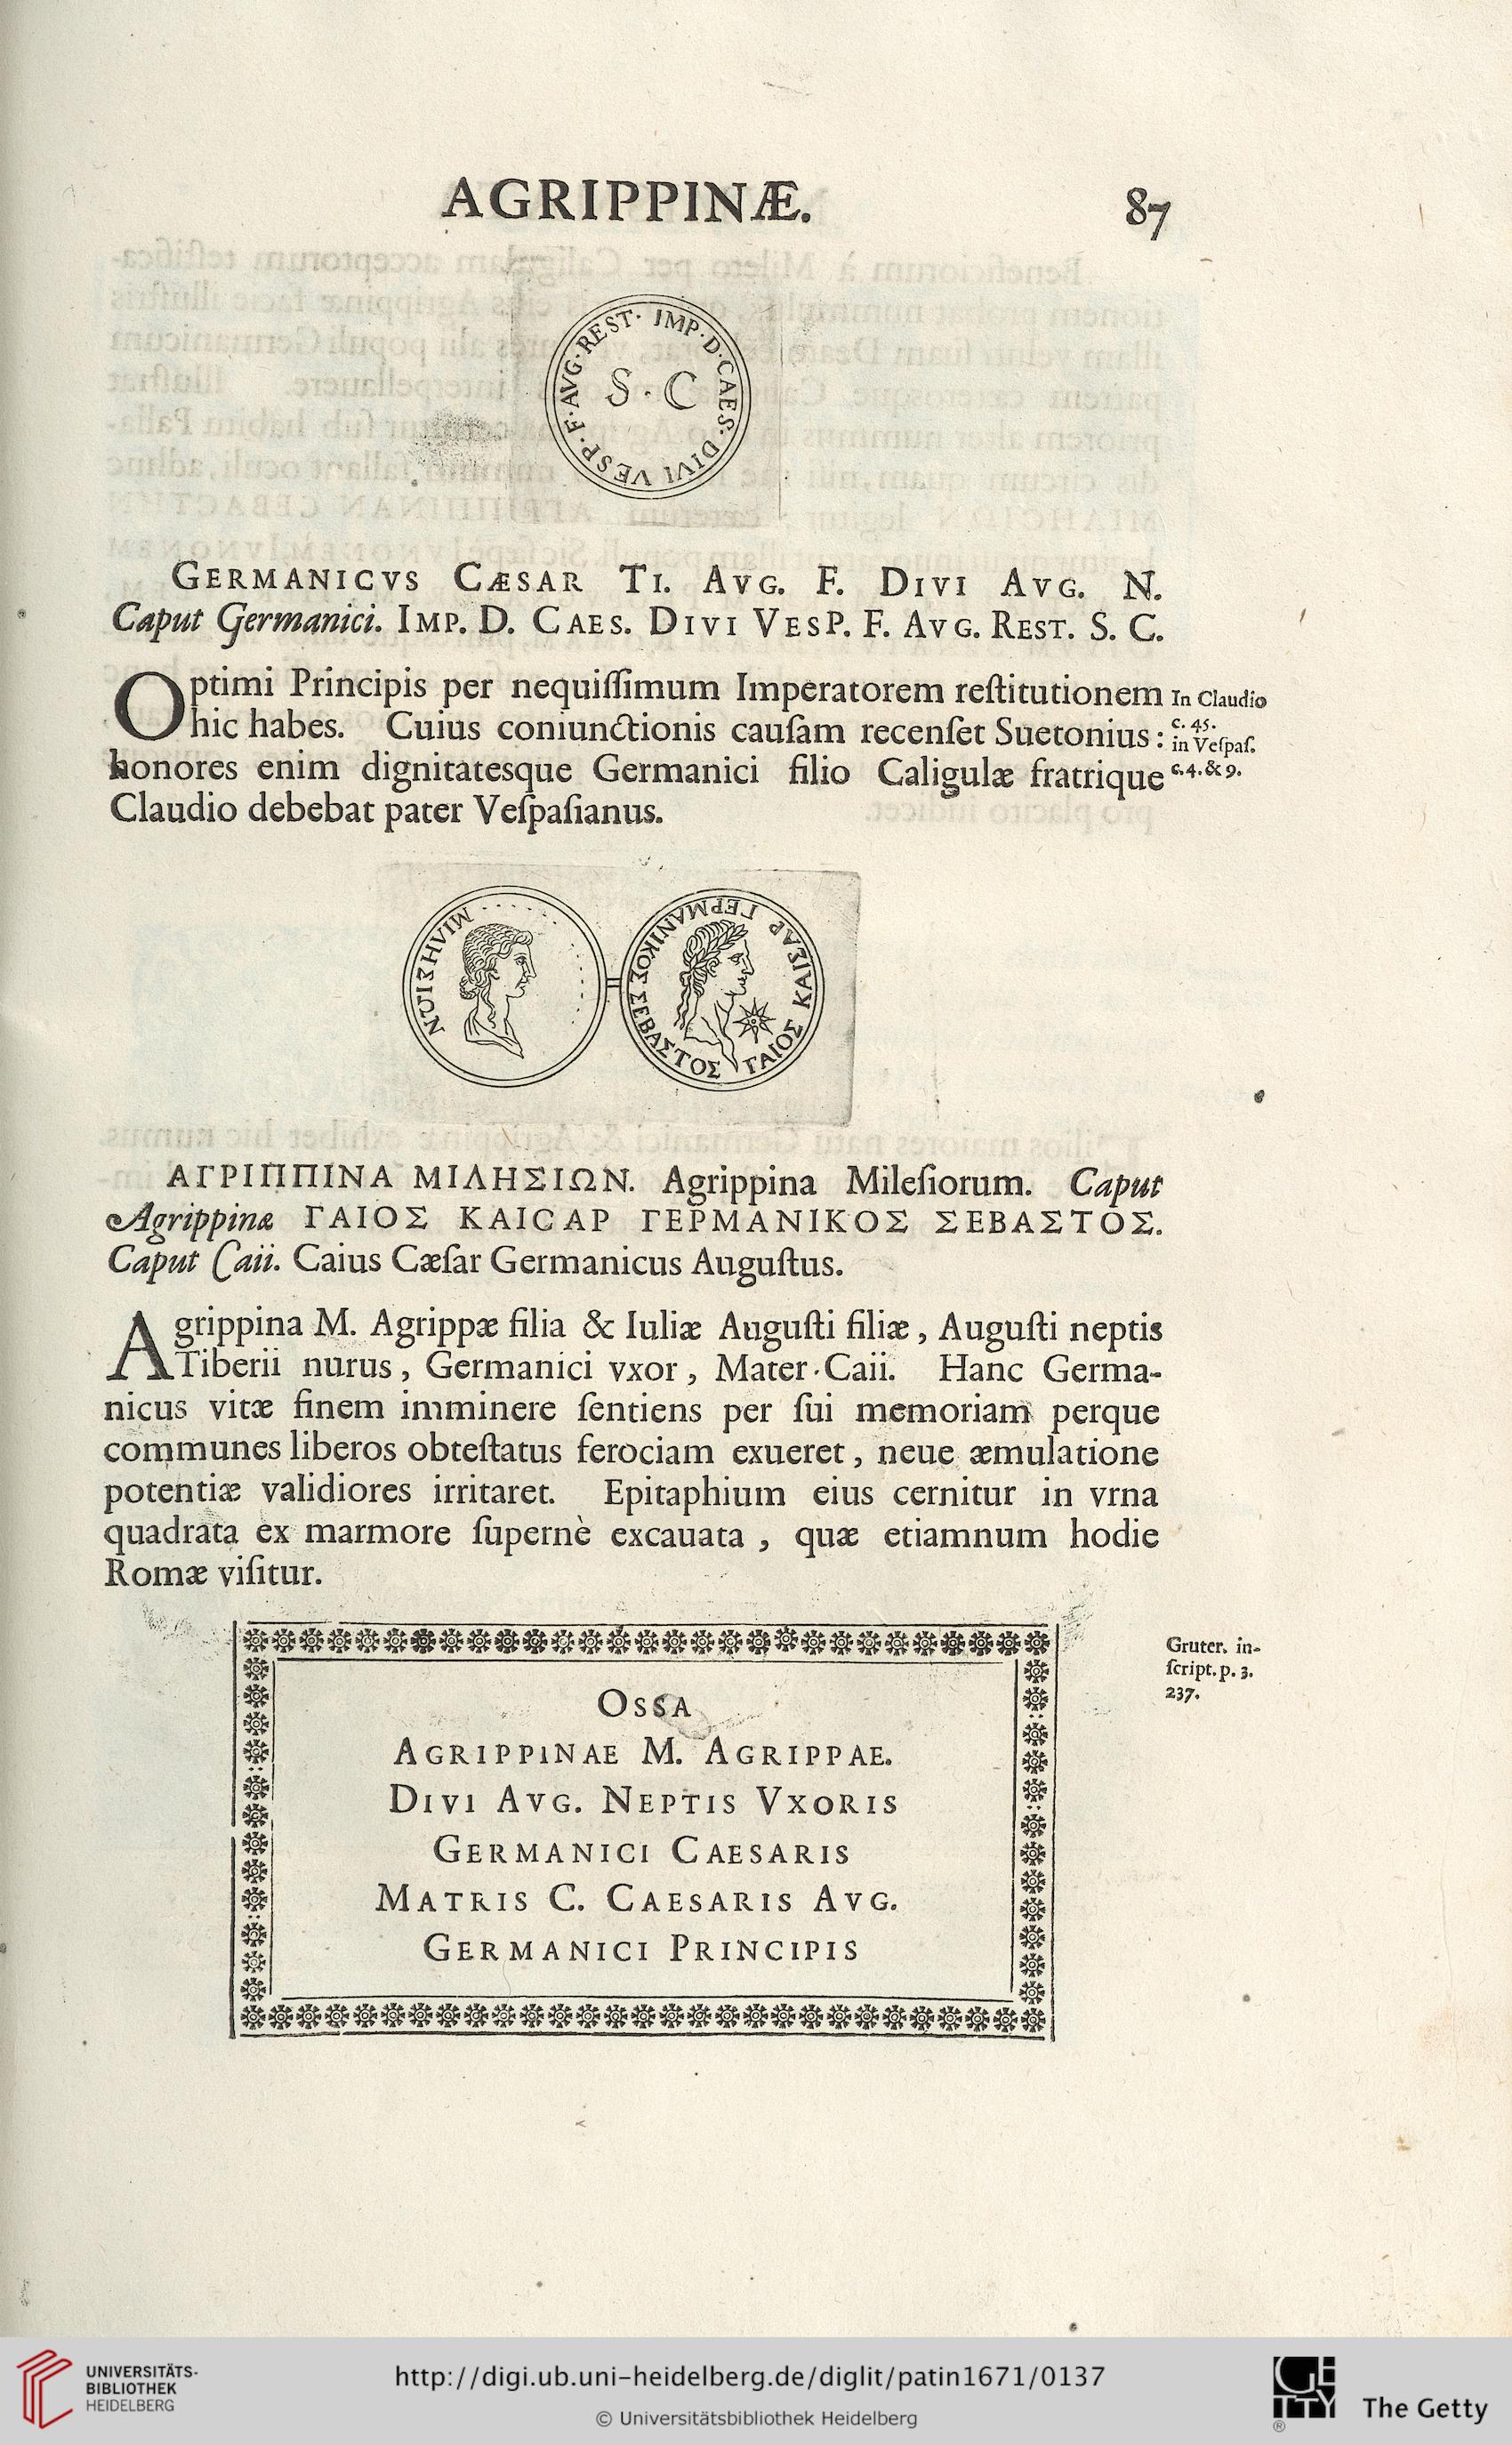 AGRIPPINÆ.
87
IMP·D·CAES·DIVI VESP·F·AVG·REST·
S·C
GERMANICVS CÆSAR TI. AVG. F. DIVI AVG. N.
Caput Germanici. IMP. D. CAES. DIVI VESP. F. AVG. REST. S. C.
Optimi Principis per nequiſſimum Imperatorem reſtitutionem
hic habes. Cuius coniunctionis cauſam recenſet Suetonius:
honores enim dignitatesque Germanici filio Caligulæ fratrique
Claudio debebat pater Veſpaſianus.
In Claudio
c. 45.
in Veſpaſ.
c. 4. & 9.
ΜΙΛΗΣΙΩΝ
ΓΑΙΟΣ ΚΑΙΣΑΡ ΓΕΡΜΑΝΙΚΟΣ ΣΕΒΑΣΤΟΣ
ΑΓΡΙΠΠΙΝΑ ΜΙΛΗΣΙΩΝ. Agrippina Mileſiorum. Caput
Agrippinæ ΓΑΙΟΣ ΚΑΙCΑΡ ΓΕΡΜΑΝΙΚΟΣ ΣΕΒΑΣΤΟΣ.
Caput Caii. Caius Cæſar Germanicus Auguſtus.
Agrippina M. Agrippæ filia & Iuliæ Auguſti filiæ, Auguſti neptis
Tiberii nurus, Germanici vxor, Mater·Caii. Hanc Germa-
nicus vitæ finem imminere ſentiens per ſui memoriam perque
communes liberos obteſtatus ferociam exueret, neue æmulatione
potentiæ validiores irritaret. Epitaphium eius cernitur in vrna
quadrata ex marmore ſupernè excauata, quæ etiamnum hodie
Romæ viſitur.
Gruter. in-
ſcript. p. 3.
237.
OSSA
AGRIPPINAE M. AGRIPPAE.
DIVI AVG. NEPTIS VXORIS
GERMANICI CAESARIS
MATRIS C. CAESARIS AVG.
GERMANICI PRINCIPIS
UNIVERSITÄTS-
BIBLIOTHEK
HEIDELBERG
http://digi.ub.uni-heidelberg.de/diglit/patin1671/0137
© Universitätsbibliothek Heidelberg
GETTY
®
The Getty